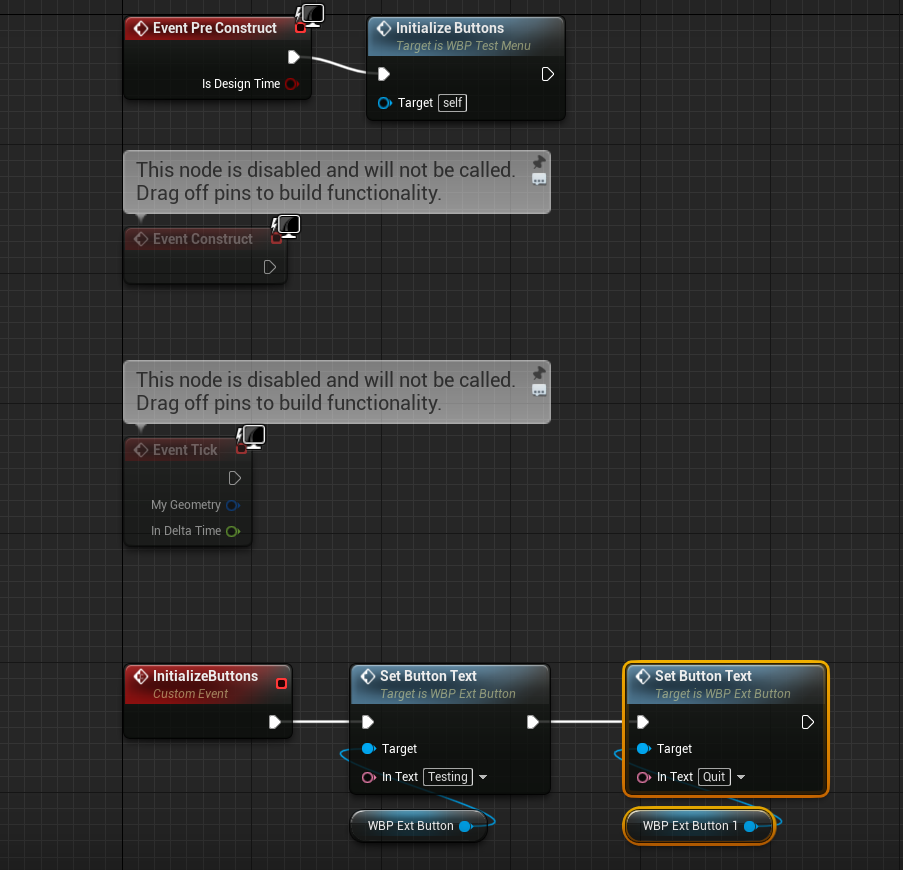 Event Pre Construct
Is Design Time
Initialize Buttons
Target is WBP Test Menu
Target self
This node is disabled and will not be called.
Drag off pins to build functionality.
Event Construct
This node is disabled and will not be called.
Drag off pins to build functionality.
Event Tick
My Geometry
In Delta Time
InitializeButtons
Custom Event
Set Button Text
Target is WBP Ext Button
Target
In Text Testing
WBP Ext Button
Set Button Text
Target is WBP Ext Button
Target
In Text Quit
WBP Ext Button 1